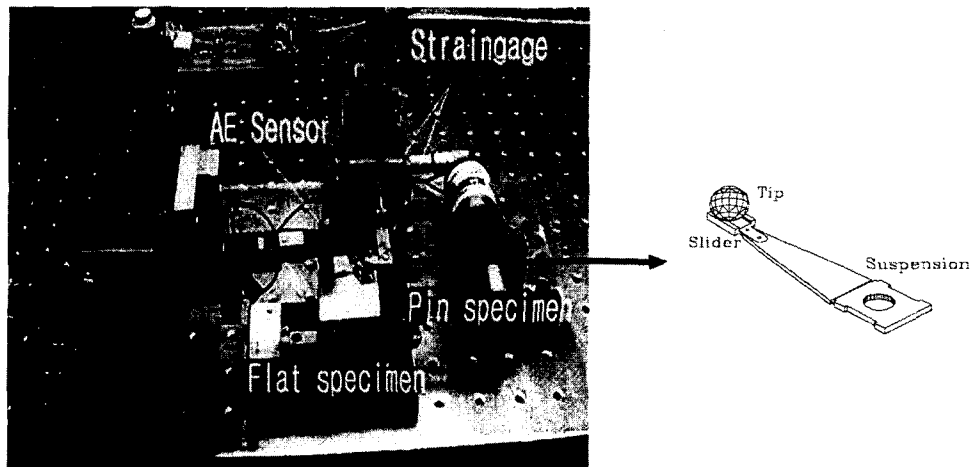 Straingage
AE Sensor
Tip
Slider
Suspension
Pin specimen
Flat specimen